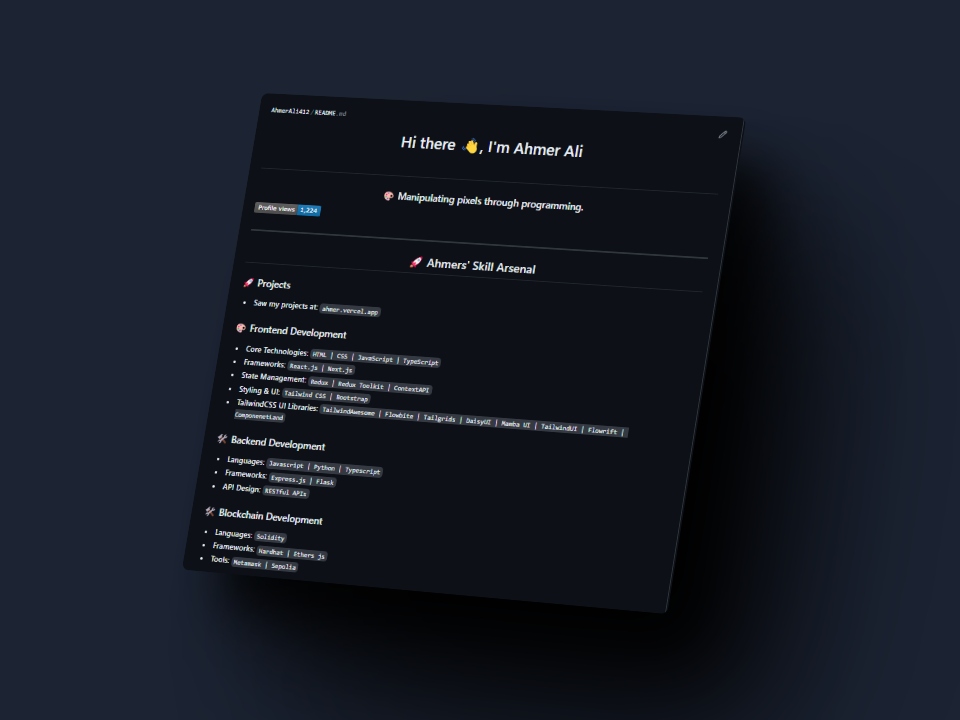 AhmerAli412/README.md
Hi there 👋, I'm Ahmer Ali
🎨 Manipulating pixels through programming.
Profile views 1,224
🚀 Ahmers' Skill Arsenal
🚀 Projects
Saw my projects at: ahmer.vercel.app
🎨 Frontend Development
Core Technologies: HTML | CSS | JavaScript | TypeScript
Frameworks: React.js | Next.js
State Management: Redux | Redux Toolkit | ContextAPI
Styling & UI: Tailwind CSS | Bootstrap
TailwindCSS UI Libraries: TailwindAwesome | Flowbite | Tailgrids | DaisyUI | Mamba UI | TailwindUI | Flowrift |
ComponenetLand
🛠 Backend Development
Languages: Javascript | Python | Typescript
Frameworks: Express.js | Flask
API Design: RESTful APIs
🛠 Blockchain Development
Languages: Solidity
Frameworks: Hardhat | Ethers js
Tools: Metamask | Sepolia